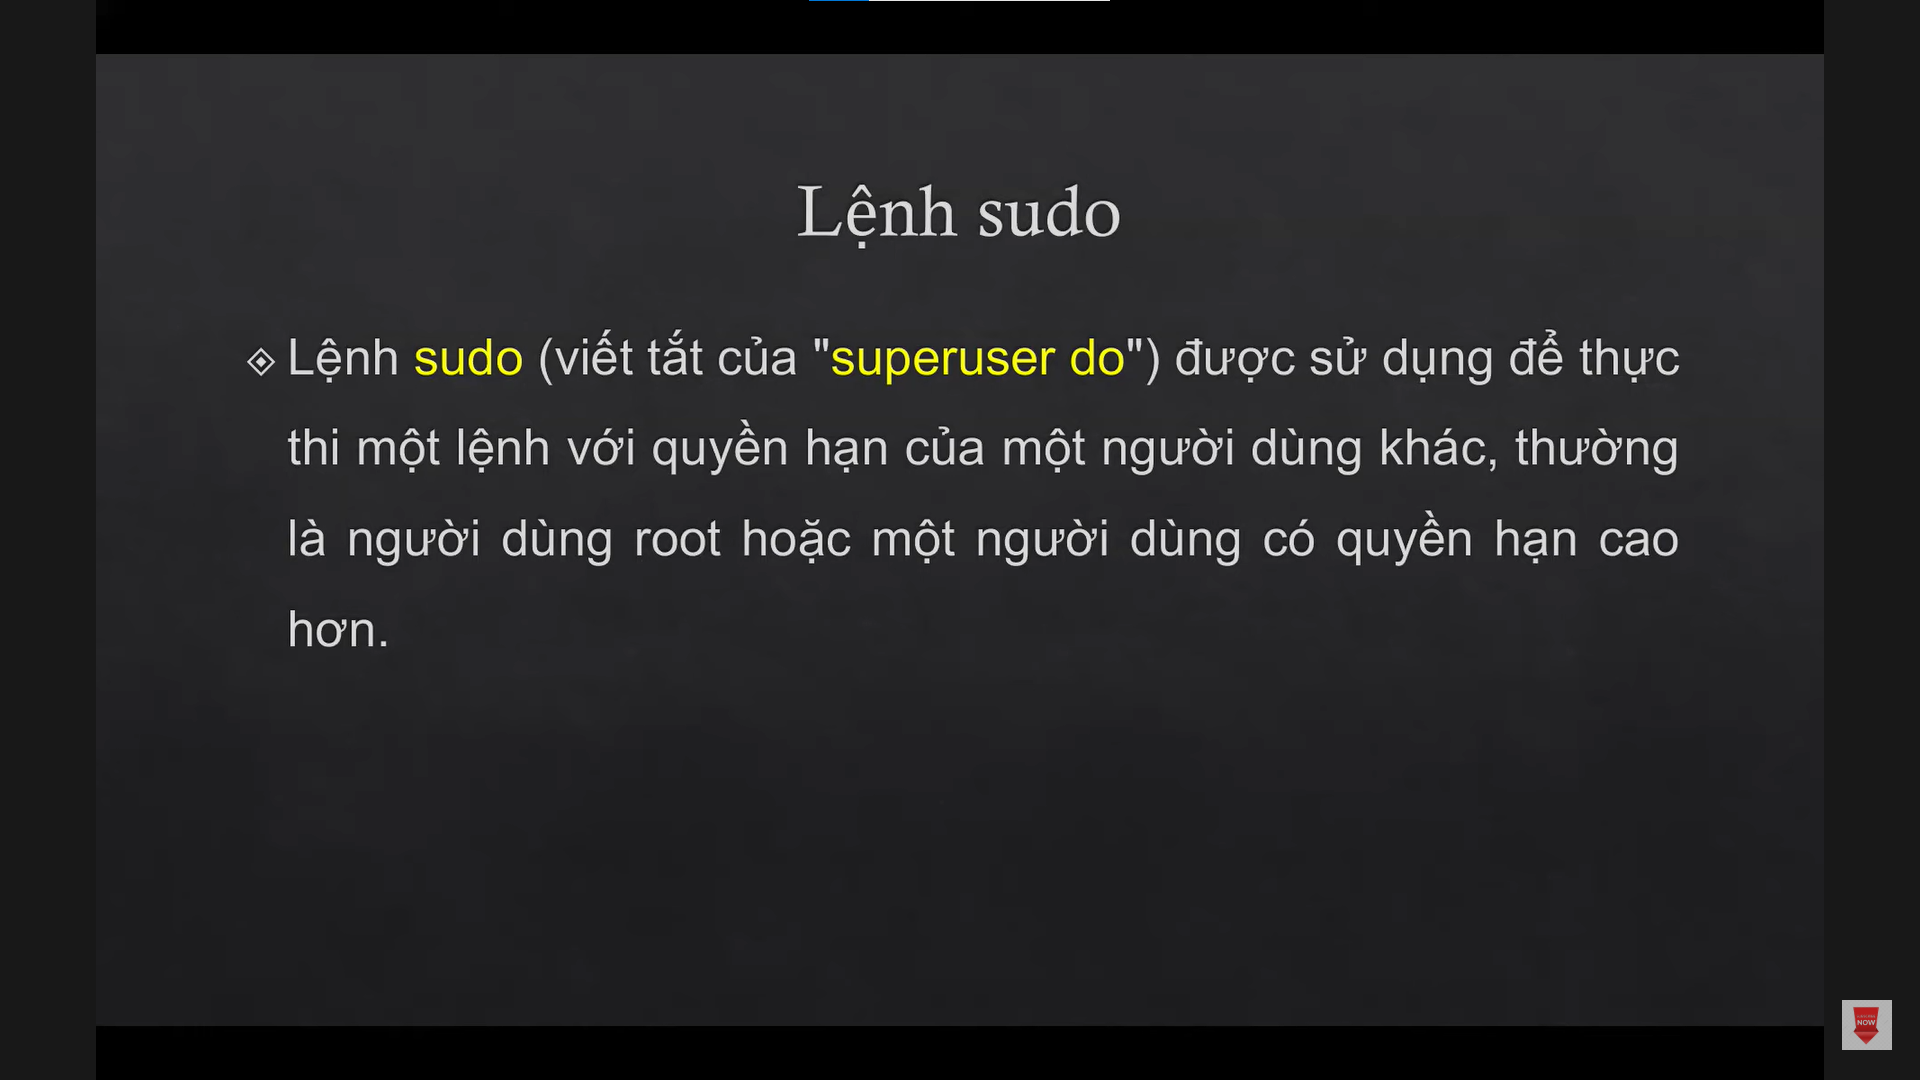 Lệnh sudo
Lệnh sudo (viết tắt của "superuser do") được sử dụng để thực
thi một lệnh với quyền hạn của một người dùng khác, thường
là người dùng root hoặc một người dùng có quyền hạn cao
hơn.
NOW